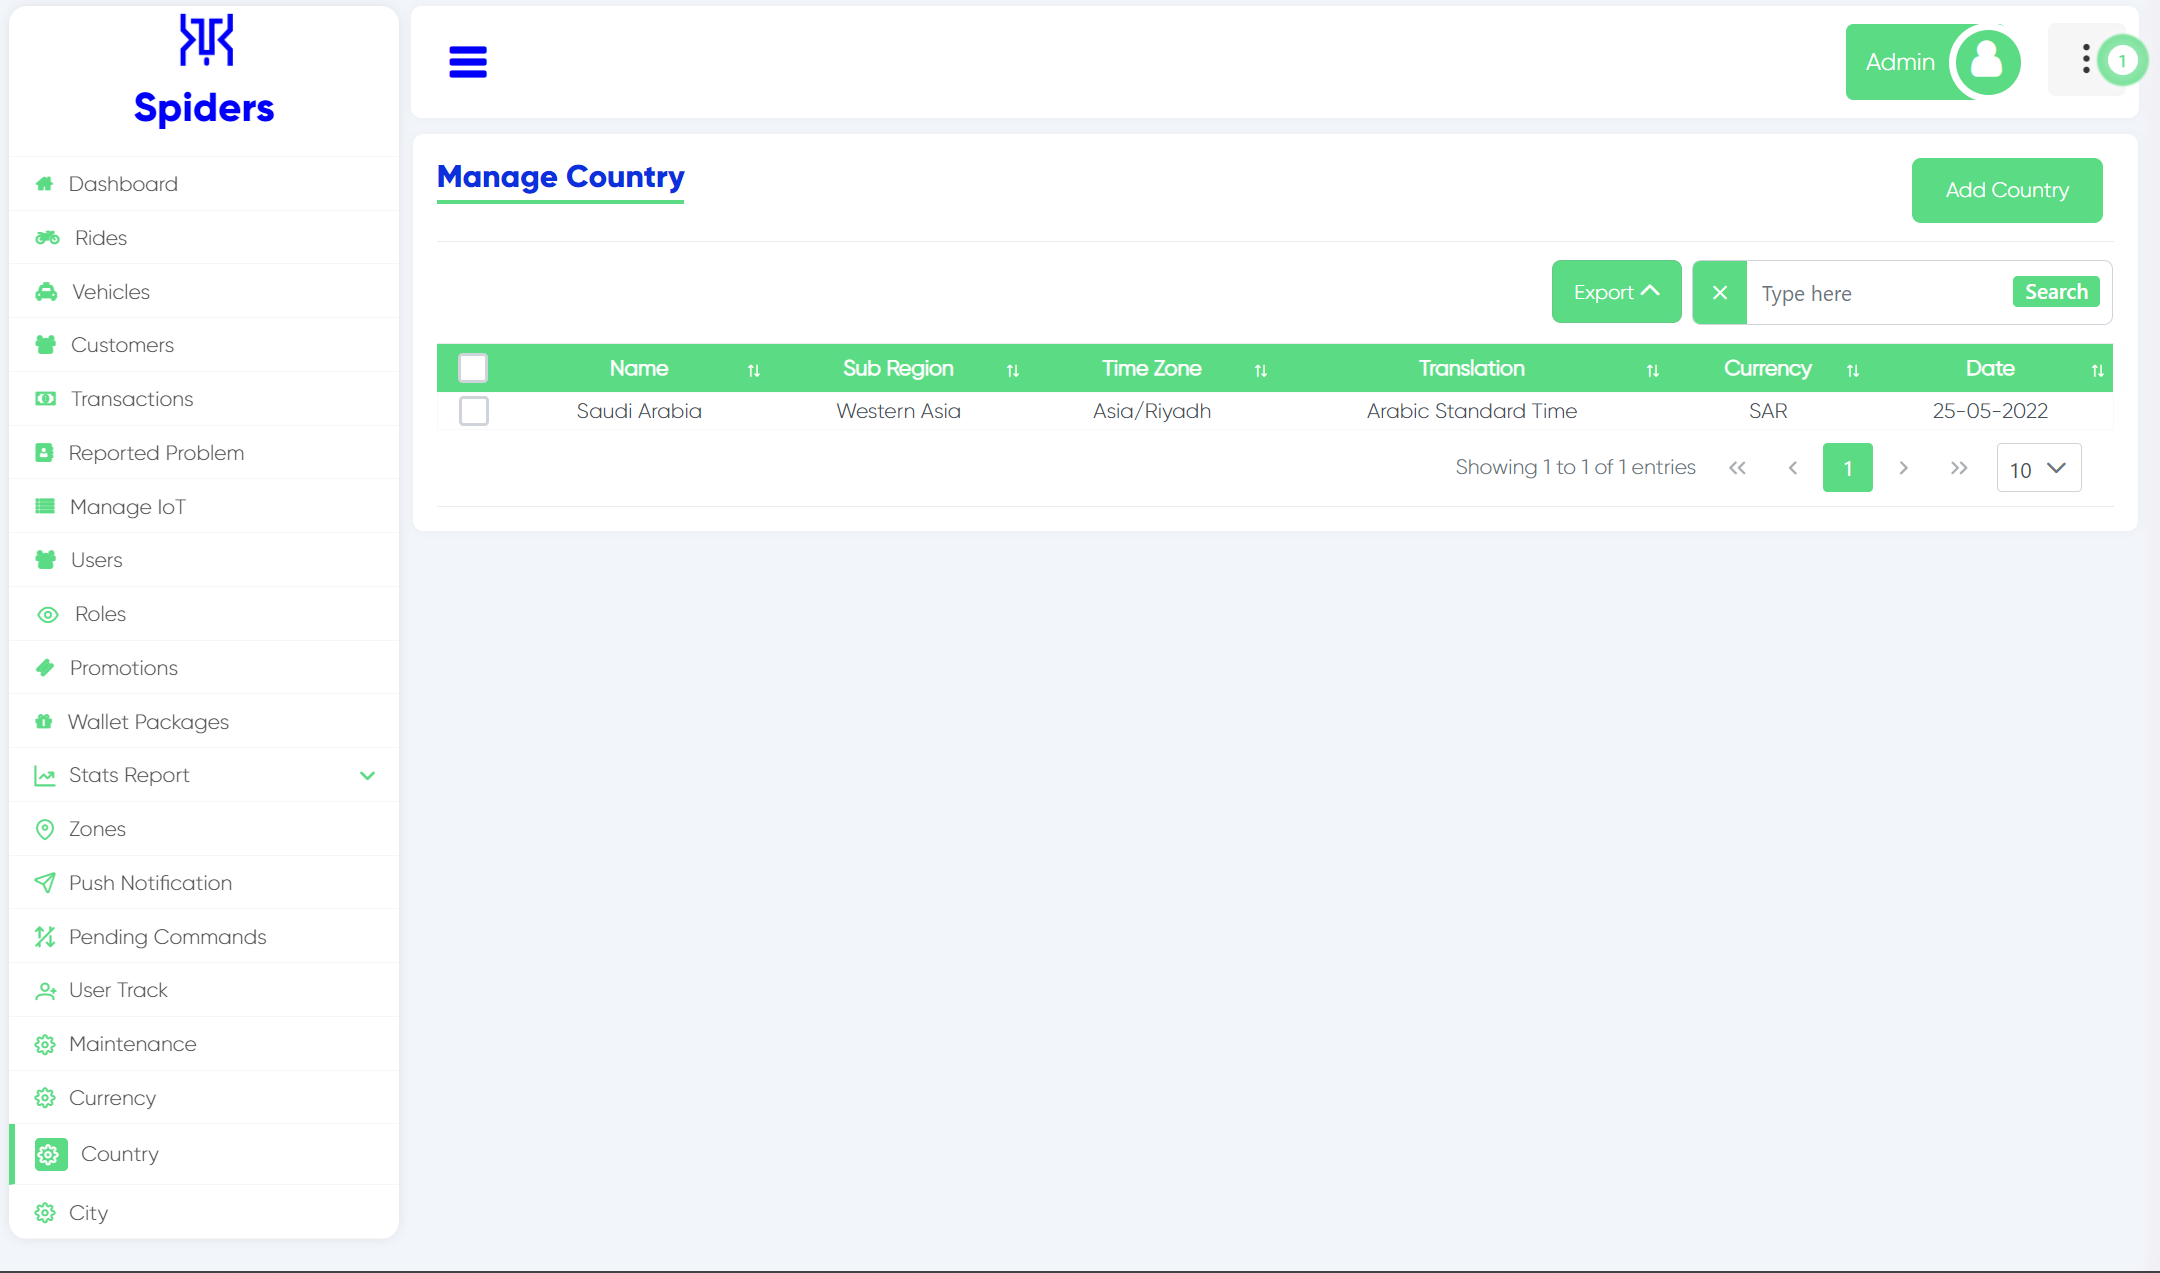 Spiders
Dashboard
Rides
Vehicles
Customers
Transactions
Reported Problem
Manage IoT
Users
Roles
Promotions
Wallet Packages
Stats Report
Zones
Push Notification
Pending Commands
User Track
Maintenance
Currency
Country
City
Admin
1
Manage Country
Add Country
Export
Type here
Search
Name Sub Region Time Zone Translation Currency Date
Saudi Arabia Western Asia Asia/Riyadh Arabic Standard Time SAR 25-05-2022
Showing 1 to 1 of 1 entries 1 10